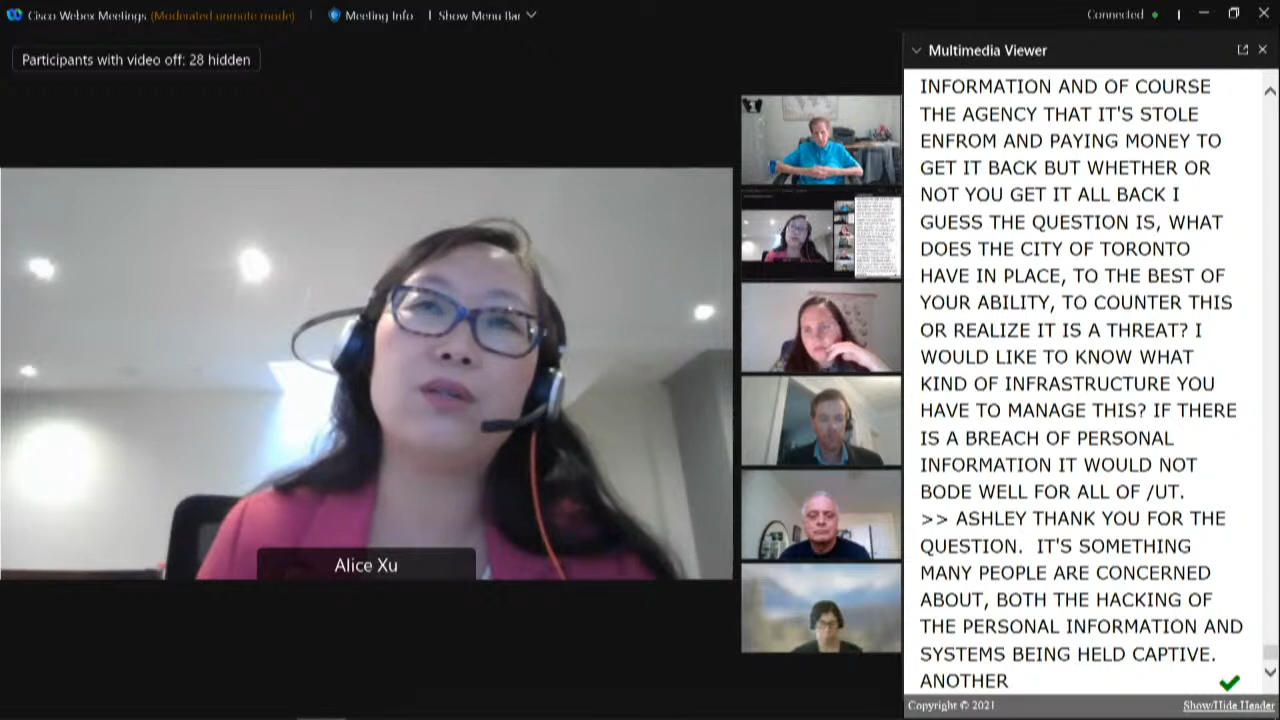 Cisco Webex Meetings (Moderated unmute mode) Meeting Info Show Menu Bar Connected
Participants with video off: 28 hidden
Alice Xu
Multimedia Viewer
INFORMATION AND OF COURSE
THE AGENCY THAT IT'S STOLE
ENFROM AND PAYING MONEY TO
GET IT BACK BUT WHETHER OR
NOT YOU GET IT ALL BACK I
GUESS THE QUESTION IS, WHAT
DOES THE CITY OF TORONTO
HAVE IN PLACE, TO THE BEST OF
YOUR ABILITY, TO COUNTER THIS
OR REALIZE IT IS A THREAT? I
WOULD LIKE TO KNOW WHAT
KIND OF INFRASTRUCTURE YOU
HAVE TO MANAGE THIS? IF THERE
IS A BREACH OF PERSONAL
INFORMATION IT WOULD NOT
BODE WELL FOR ALL OF /UT.
>> ASHLEY THANK YOU FOR THE
QUESTION. IT'S SOMETHING
MANY PEOPLE ARE CONCERNED
ABOUT, BOTH THE HACKING OF
THE PERSONAL INFORMATION AND
SYSTEMS BEING HELD CAPTIVE.
ANOTHER
Copyright © 2021 Show/Hide Header